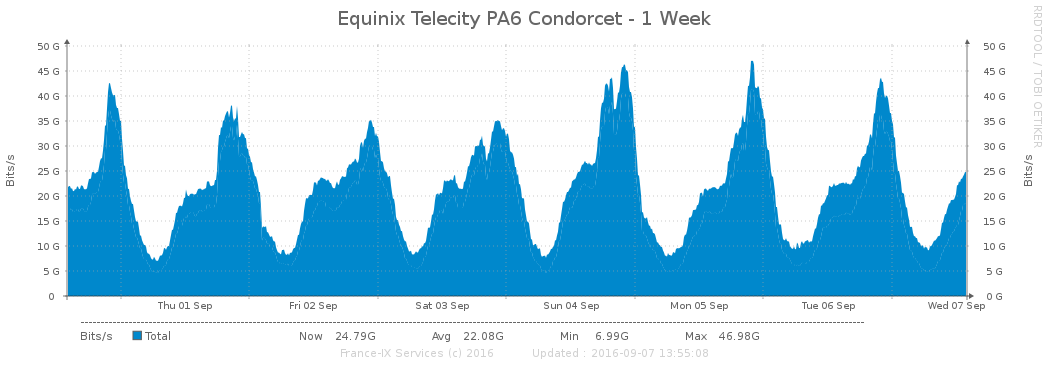 Equinix Telecity PA6 Condorcet - 1 Week
RRDTOOL / TOBI OETIKER
Bits/s
Bits/s
50 G 50 G
45 G 45 G
40 G 40 G
35 G 35 G
30 G 30 G
25 G 25 G
20 G 20 G
15 G 15 G
10 G 10 G
5 G 5 G
0 0 G
Thu 01 Sep Fri 02 Sep Sat 03 Sep Sun 04 Sep Mon 05 Sep Tue 06 Sep Wed 07 Sep
Bits/s Total Now 24.79G Avg 22.08G Min 6.99G Max 46.98G
France-IX Services (c) 2016 Updated : 2016-09-07 13:55:08